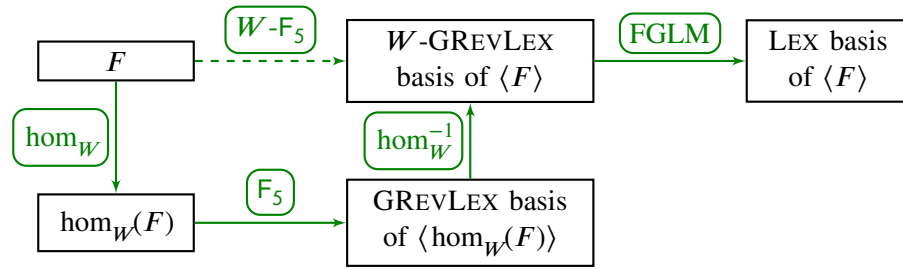 W-F₅
FGLM
F
W-GREVLEX
basis of ⟨F⟩
LEX basis
of ⟨F⟩
hom_W
hom_W^{-1}
F₅
hom_W(F)
GREVLEX basis
of ⟨hom_W(F)⟩